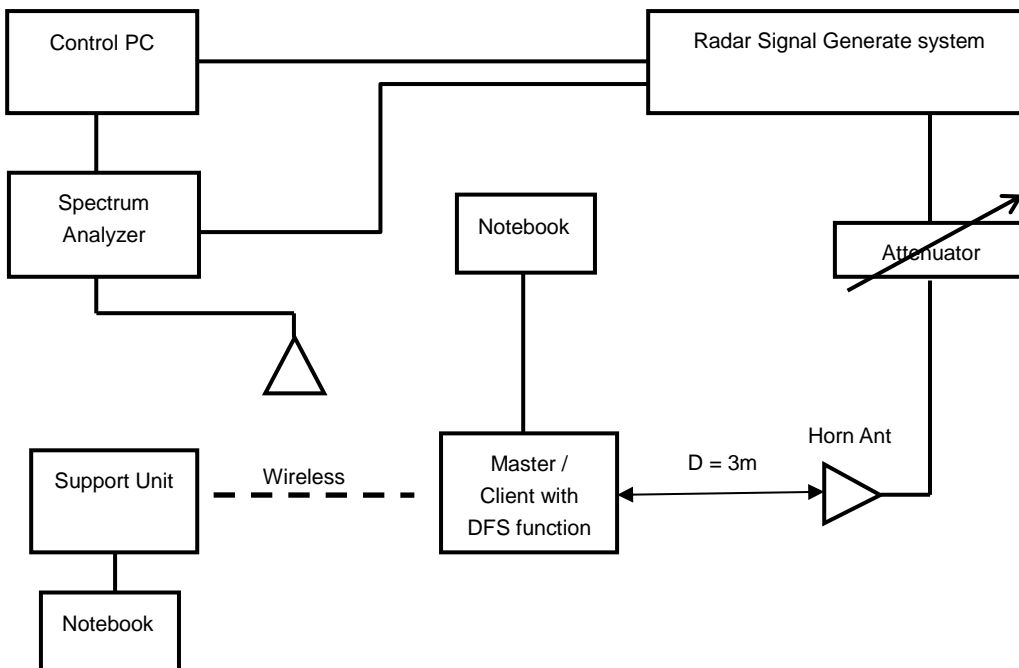 Control PC
Radar Signal Generate system
Spectrum
Analyzer
Notebook
Attenuator
Horn Ant
D = 3m
Master /
Client with
DFS function
Wireless
Support Unit
Notebook